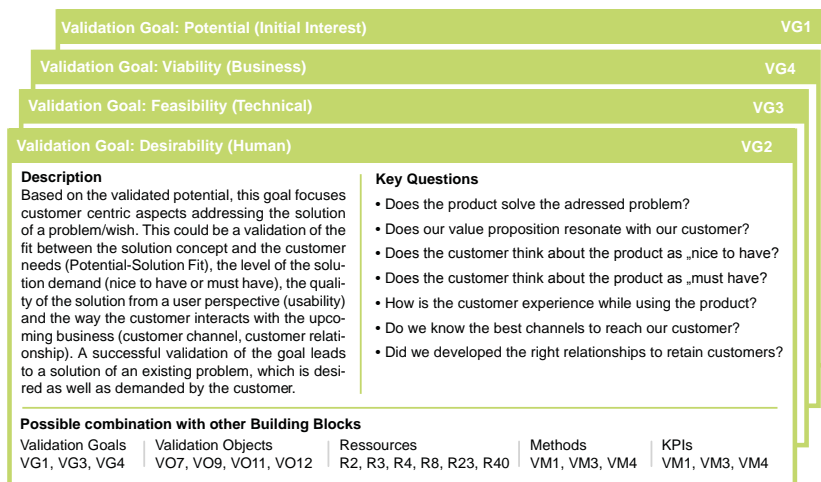 Validation Goal: Potential (Initial Interest) VG1
Validation Goal: Viability (Business) VG4
Validation Goal: Feasibility (Technical) VG3
Validation Goal: Desirability (Human) VG2
Description
Based on the validated potential, this goal focuses
customer centric aspects addressing the solution
of a problem/wish. This could be a validation of the
fit between the solution concept and the customer
needs (Potential-Solution Fit), the level of the solu-
tion demand (nice to have or must have), the quali-
ty of the solution from a user perspective (usability)
and the way the customer interacts with the upco-
ming business (customer channel, customer relati-
onship). A successful validation of the goal leads
to a solution of an existing problem, which is desi-
red as well as demanded by the customer.
Key Questions
• Does the product solve the adressed problem?
• Does our value proposition resonate with our customer?
• Does the customer think about the product as „nice to have?
• Does the customer think about the product as „must have?
• How is the customer experience while using the product?
• Do we know the best channels to reach our customer?
• Did we developed the right relationships to retain customers?
Possible combination with other Building Blocks
Validation Goals Validation Objects Ressources Methods KPIs
VG1, VG3, VG4 VO7, VO9, VO11, VO12 R2, R3, R4, R8, R23, R40 VM1, VM3, VM4 VM1, VM3, VM4